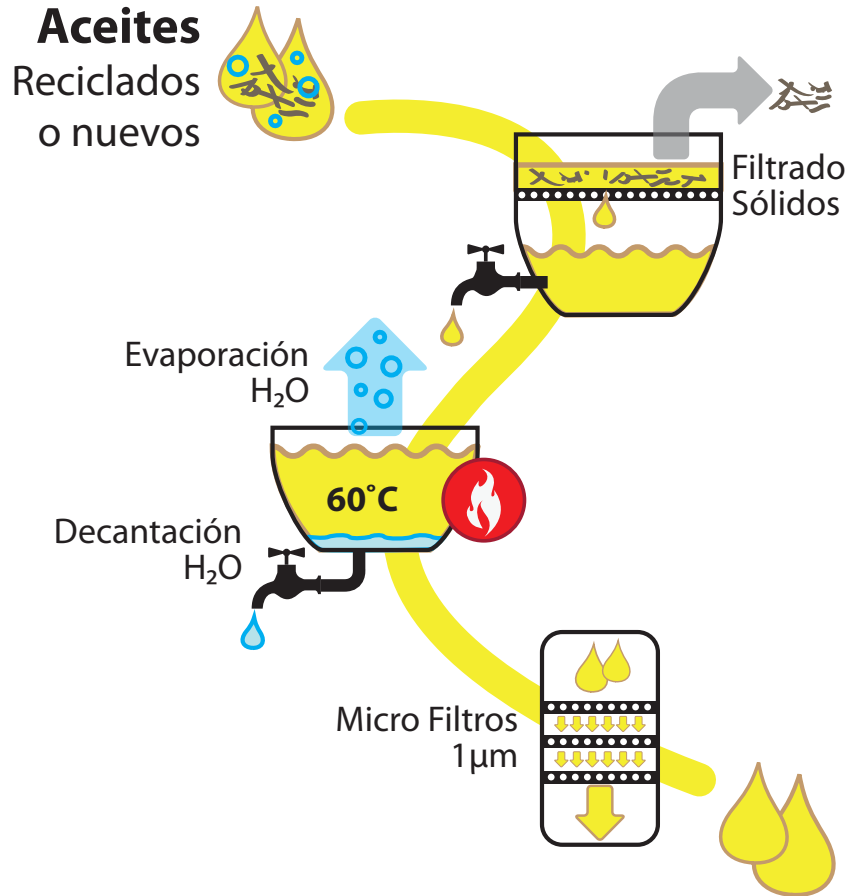 Aceites
Reciclados
o nuevos
Filtrado
Sólidos
Evaporación
H₂O
60°C
Decantación
H₂O
Micro Filtros
1µm